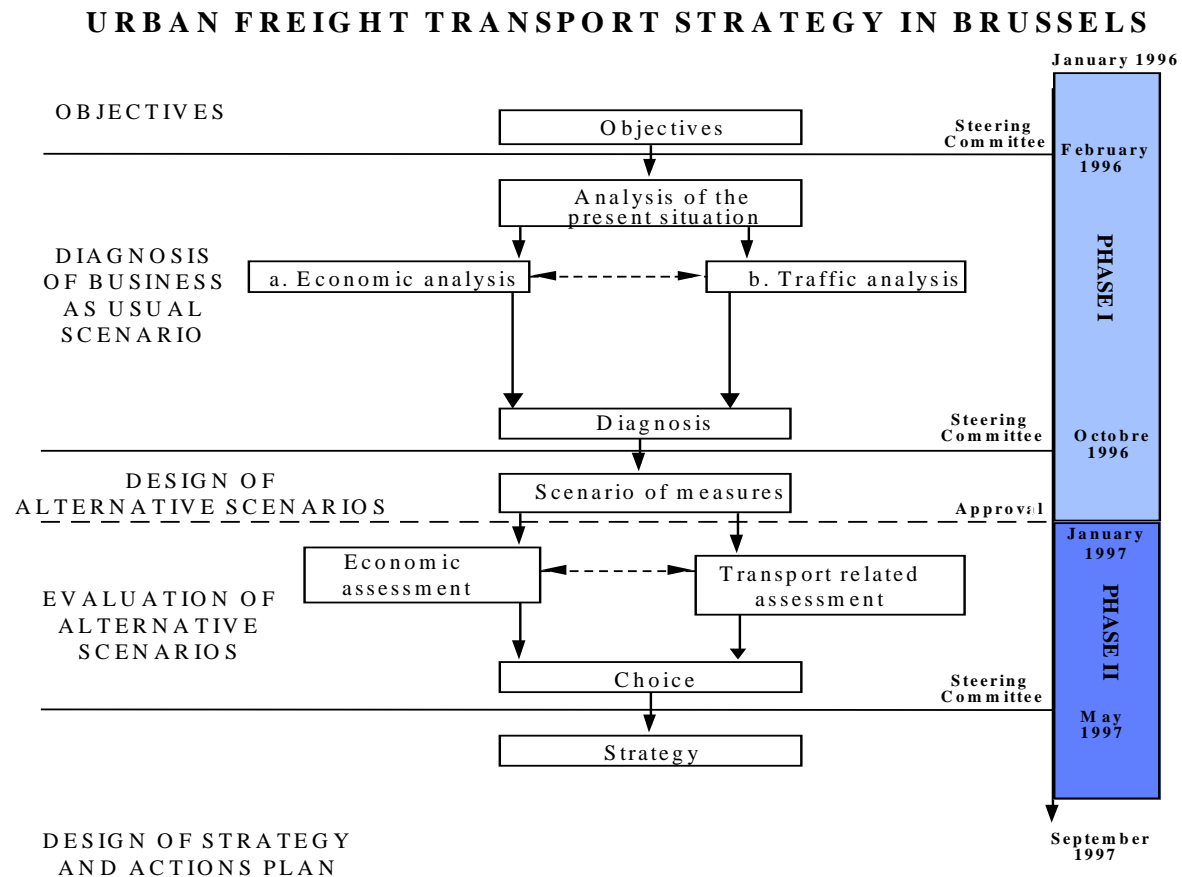 URBAN FREIGHT TRANSPORT STRATEGY IN BRUSSELS
January 1996
OBJECTIVES
Objectives
Steering
Committee
February
1996
Analysis of the
present situation
DIAGNOSIS
OF BUSINESS
AS USUAL
SCENARIO
a. Economic analysis
b. Traffic analysis
PHASE I
Diagnosis
Steering
Committee
Octobre
1996
DESIGN OF
ALTERNATIVE SCENARIOS
Scenario of measures
Approval
January
1997
Economic
assessment
Transport related
assessment
EVALUATION OF
ALTERNATIVE
SCENARIOS
PHASE II
Choice
Steering
Committee
May
1997
Strategy
DESIGN OF STRATEGY
AND ACTIONS PLAN
September
1997